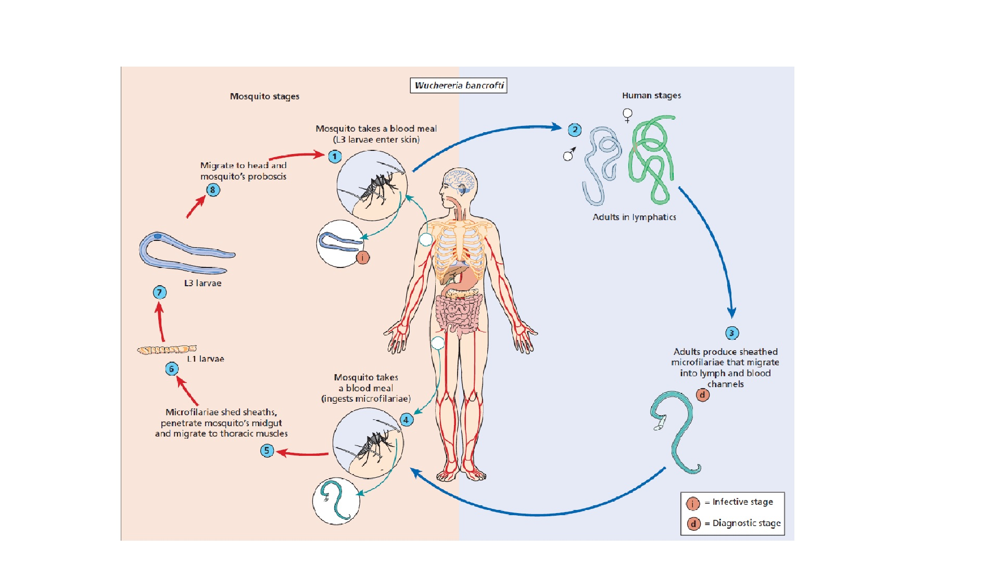 Wuchereria bancrofti
Mosquito stages
Human stages
Mosquito takes a blood meal
(L3 larvae enter skin)
1
2
♀
♂
Adults in lymphatics
3
Adults produce sheathed
microfilariae that migrate
into lymph and blood
channels
d
Mosquito takes
a blood meal
(ingests microfilariae)
4
5
Microfilariae shed sheaths,
penetrate mosquito's midgut
and migrate to thoracic muscles
6
L1 larvae
7
L3 larvae
8
Migrate to head and
mosquito's proboscis
i
i = Infective stage
d = Diagnostic stage